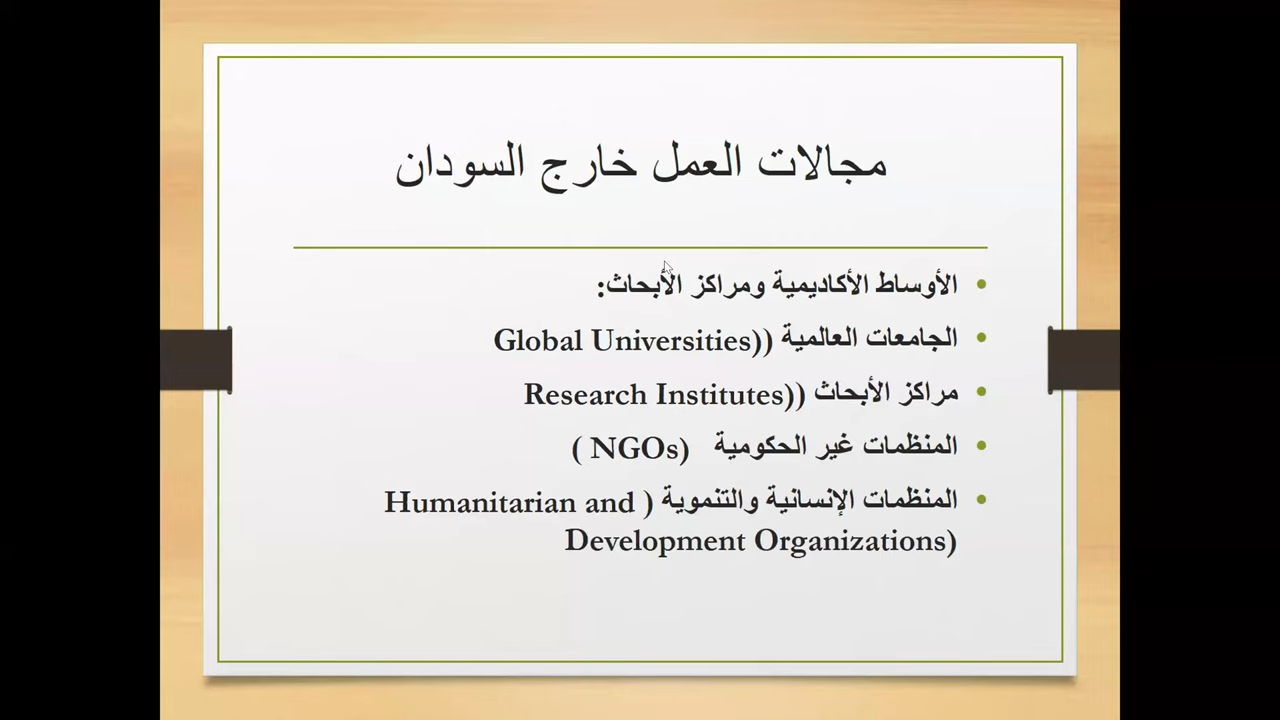 مجالات العمل خارج السودان
الأوساط الأكاديمية ومراكز الأبحاث:
الجامعات العالمية ((Global Universities
مراكز الأبحاث ((Research Institutes
المنظمات غير الحكومية (NGOs )
المنظمات الإنسانية والتنموية ( Humanitarian and
Development Organizations)